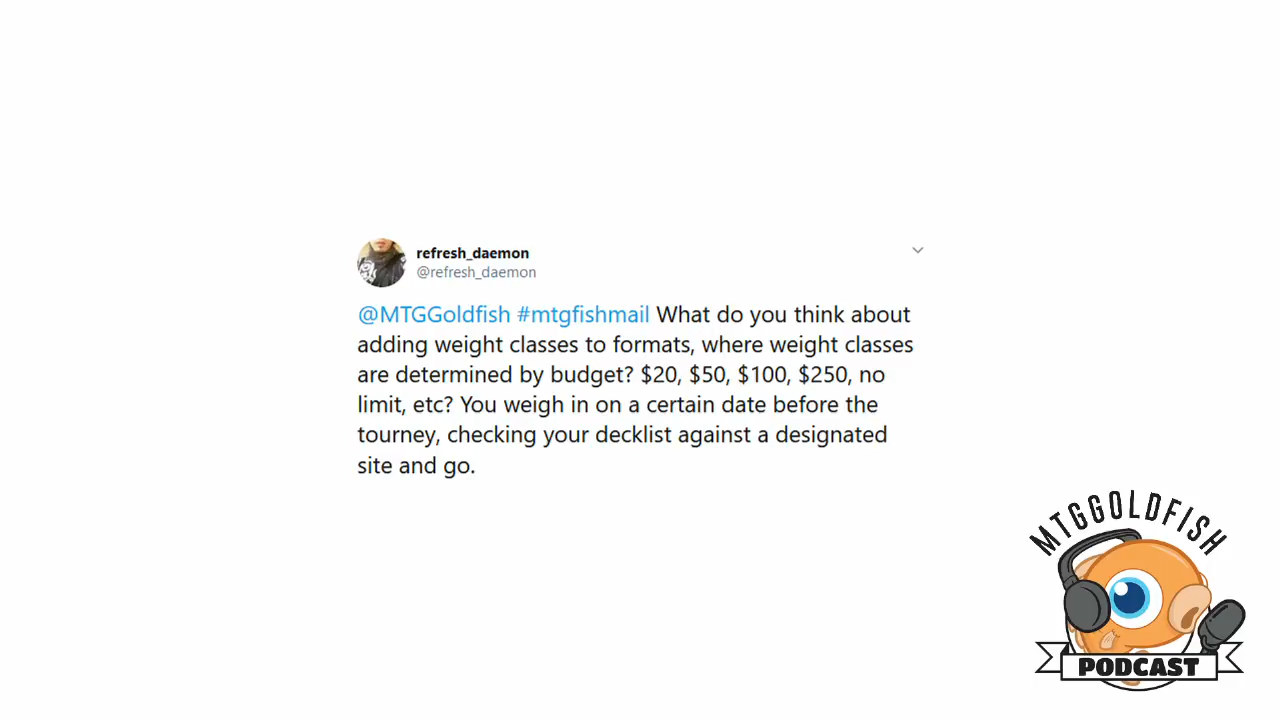 refresh_daemon
@refresh_daemon
@MTGGoldfish #mtgfishmail What do you think about
adding weight classes to formats, where weight classes
are determined by budget? $20, $50, $100, $250, no
limit, etc? You weigh in on a certain date before the
tourney, checking your decklist against a designated
site and go.
MTGGOLDFISH
PODCAST